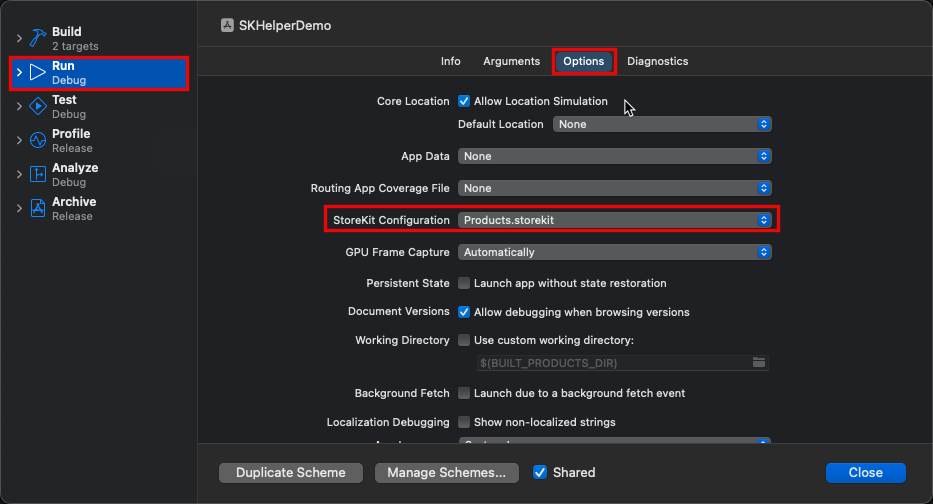 SKHelperDemo
Build
2 targets
Run
Debug
Test
Debug
Profile
Release
Analyze
Debug
Archive
Release
Info Arguments Options Diagnostics
Core Location Allow Location Simulation
Default Location None
App Data None
Routing App Coverage File None
StoreKit Configuration Products.storekit
GPU Frame Capture Automatically
Persistent State Launch app without state restoration
Document Versions Allow debugging when browsing versions
Working Directory Use custom working directory:
$(BUILT_PRODUCTS_DIR)
Background Fetch Launch due to a background fetch event
Localization Debugging Show non-localized strings
Duplicate Scheme Manage Schemes... Shared Close